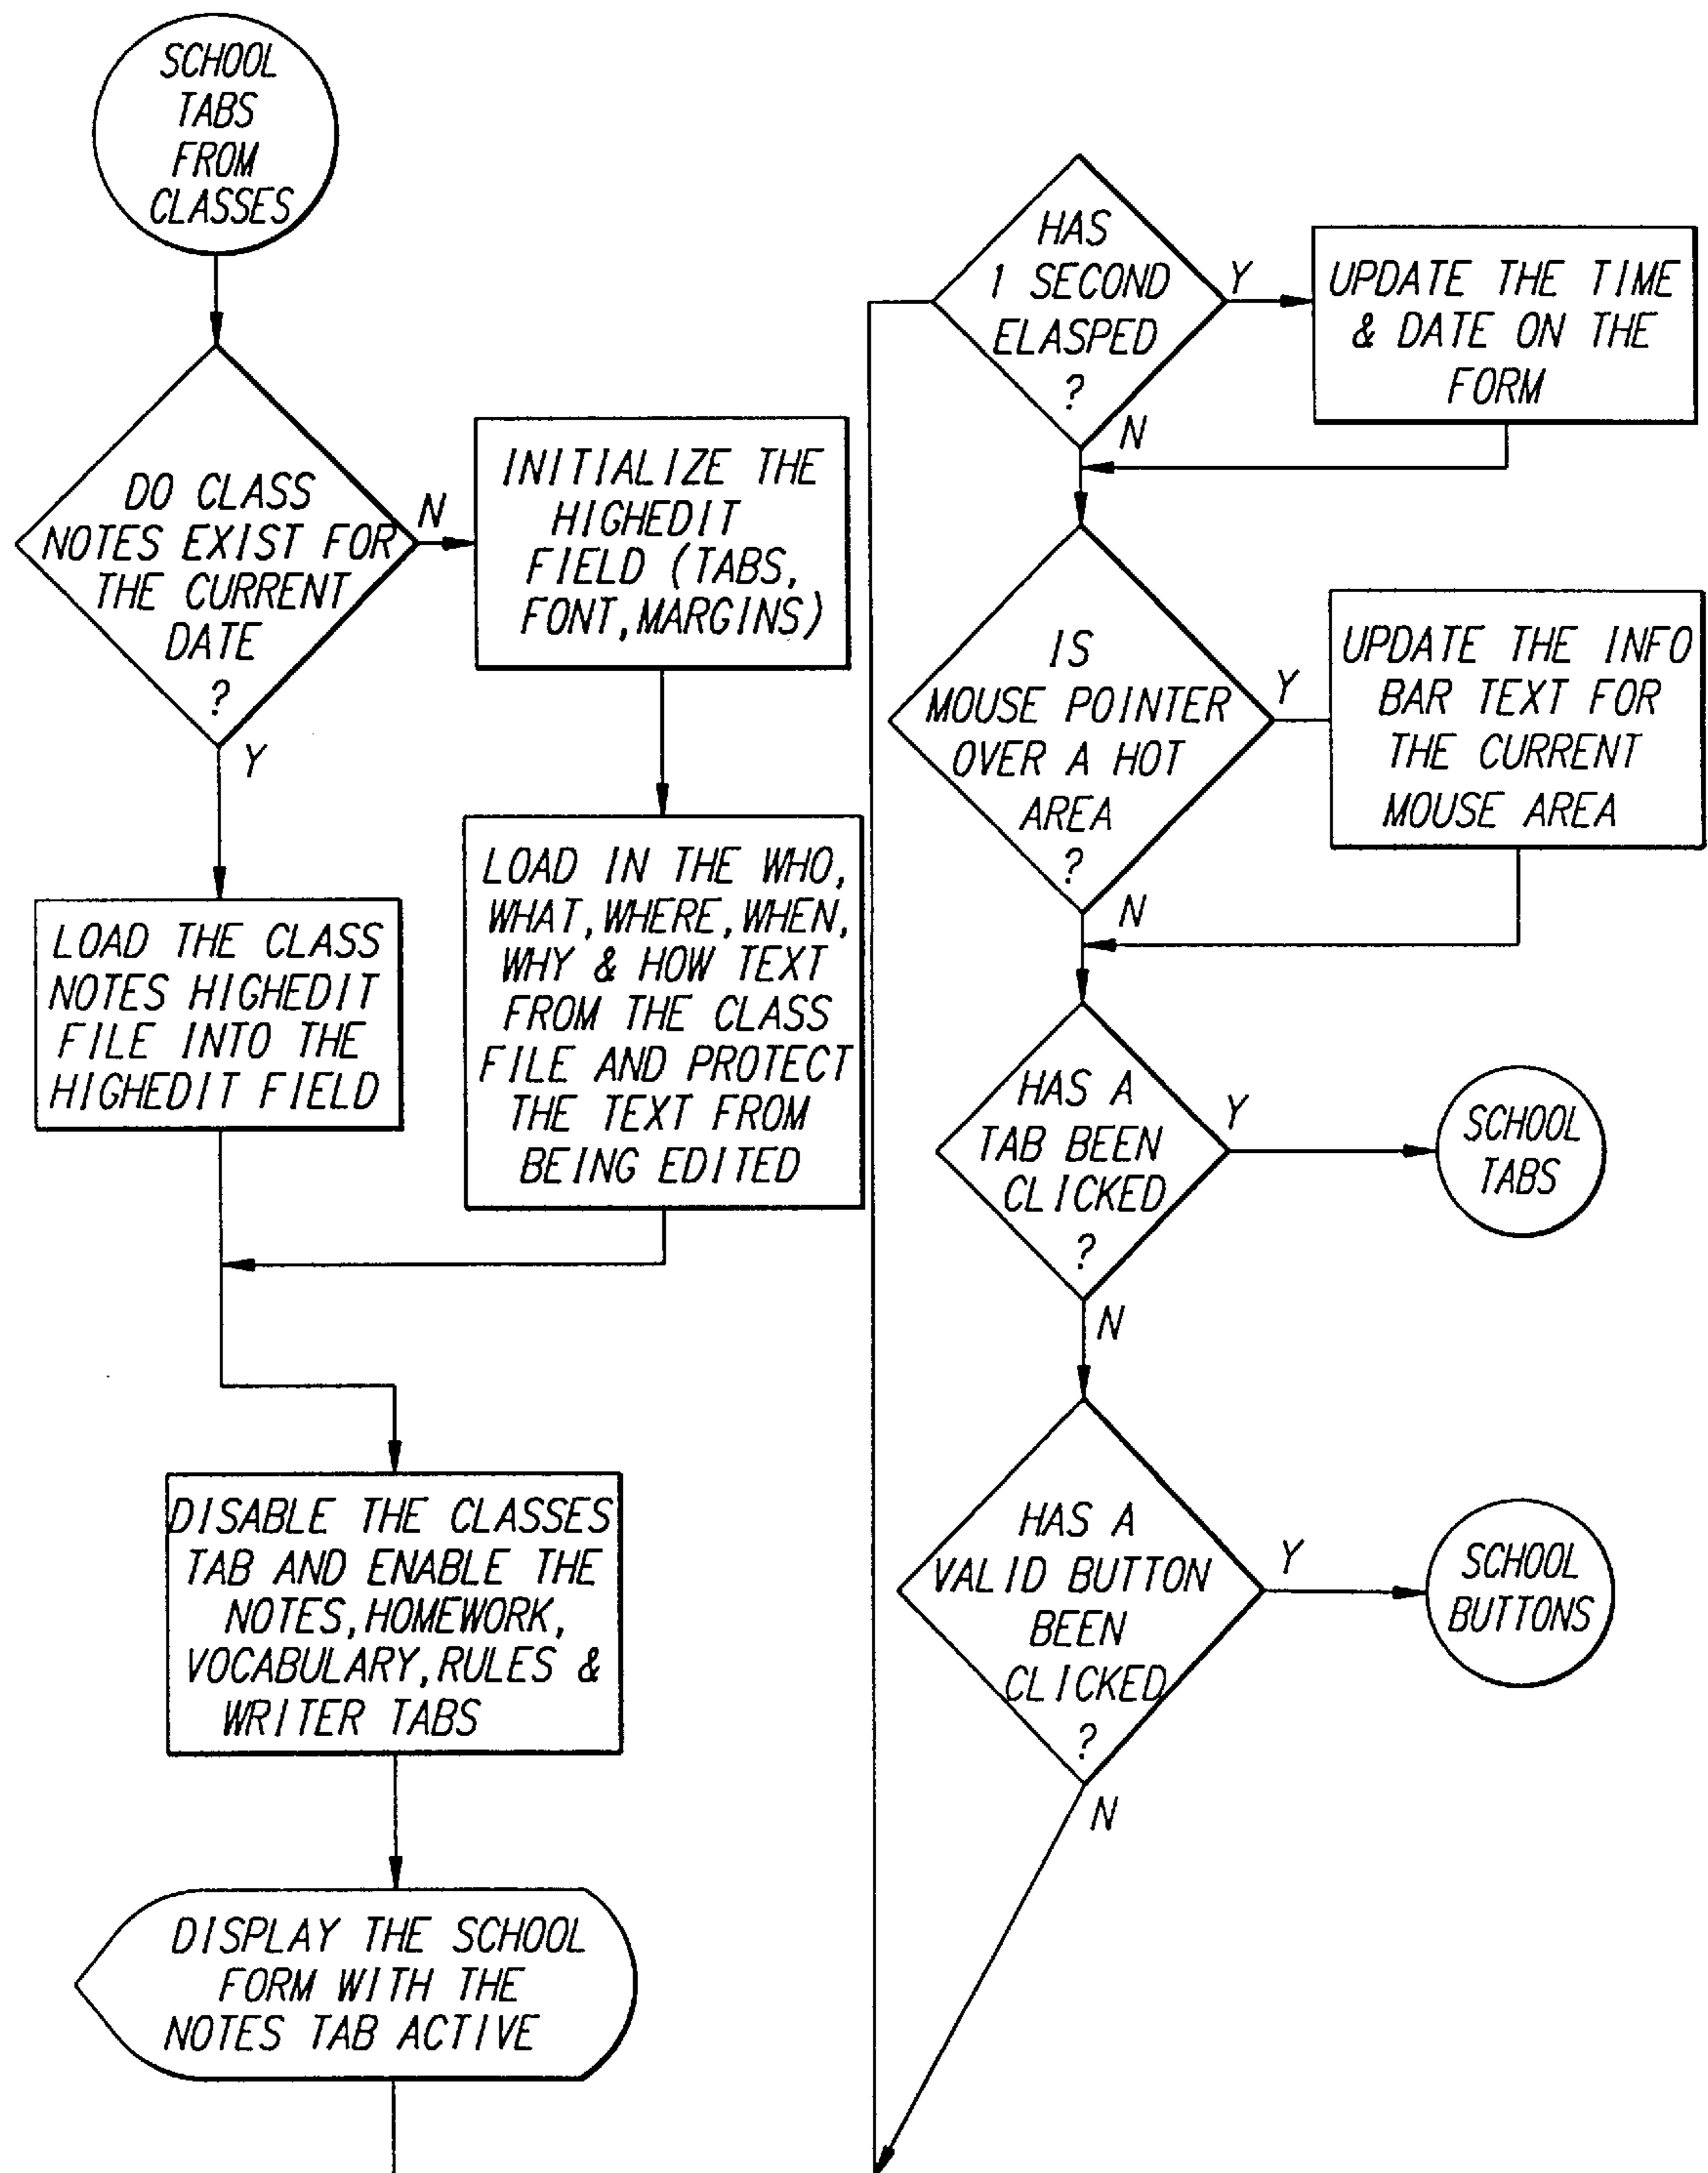 SCHOOL
TABS
FROM
CLASSES
DO CLASS
NOTES EXIST FOR
THE CURRENT
DATE
?
N
Y
INITIALIZE THE
HIGHEDIT
FIELD (TABS,
FONT, MARGINS)
LOAD THE CLASS
NOTES HIGHEDIT
FILE INTO THE
HIGHEDIT FIELD
LOAD IN THE WHO,
WHAT, WHERE, WHEN,
WHY & HOW TEXT
FROM THE CLASS
FILE AND PROTECT
THE TEXT FROM
BEING EDITED
DISABLE THE CLASSES
TAB AND ENABLE THE
NOTES, HOMEWORK,
VOCABULARY, RULES &
WRITER TABS
DISPLAY THE SCHOOL
FORM WITH THE
NOTES TAB ACTIVE
HAS
1 SECOND
ELASPED
?
Y
N
UPDATE THE TIME
& DATE ON THE
FORM
IS
MOUSE POINTER
OVER A HOT
AREA
?
Y
N
UPDATE THE INFO
BAR TEXT FOR
THE CURRENT
MOUSE AREA
HAS A
TAB BEEN
CLICKED
?
Y
N
SCHOOL
TABS
HAS A
VALID BUTTON
BEEN
CLICKED
?
Y
N
SCHOOL
BUTTONS